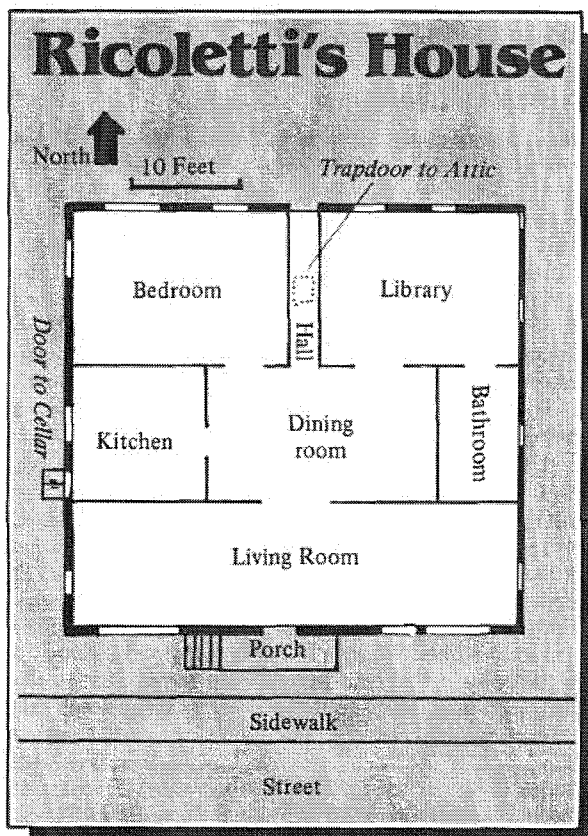 Ricoletti's House
North
10 Feet
Trapdoor to Attic
Bedroom
Library
Hall
Door to Cellar
Kitchen
Dining
room
Bathroom
Living Room
Porch
Sidewalk
Street